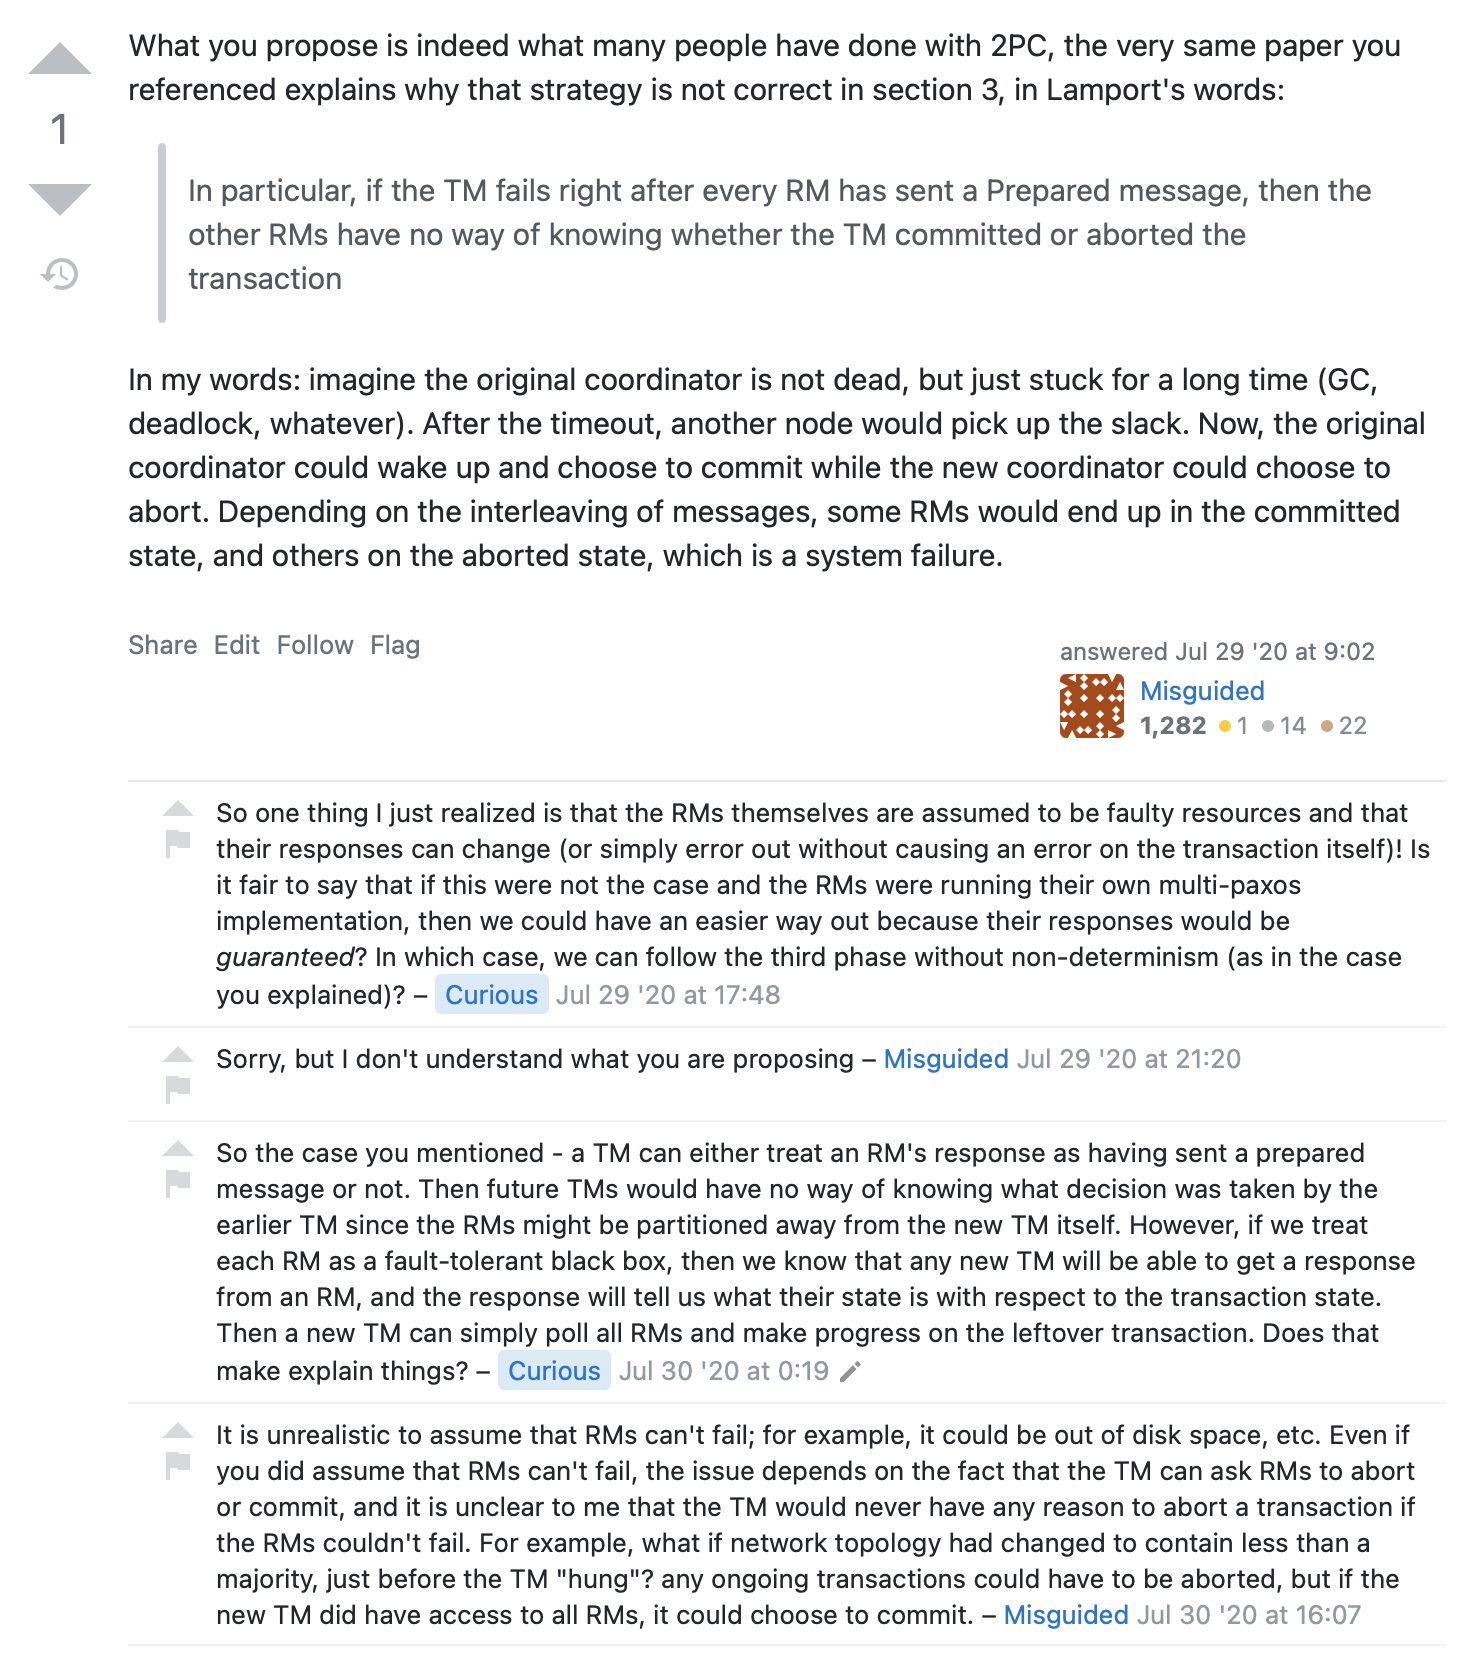 What you propose is indeed what many people have done with 2PC, the very same paper you
referenced explains why that strategy is not correct in section 3, in Lamport's words:
1
In particular, if the TM fails right after every RM has sent a Prepared message, then the
other RMs have no way of knowing whether the TM committed or aborted the
transaction
In my words: imagine the original coordinator is not dead, but just stuck for a long time (GC,
deadlock, whatever). After the timeout, another node would pick up the slack. Now, the original
coordinator could wake up and choose to commit while the new coordinator could choose to
abort. Depending on the interleaving of messages, some RMs would end up in the committed
state, and others on the aborted state, which is a system failure.
Share Edit Follow Flag
answered Jul 29 '20 at 9:02
Misguided
1,282 1 14 22
So one thing I just realized is that the RMs themselves are assumed to be faulty resources and that
their responses can change (or simply error out without causing an error on the transaction itself)! Is
it fair to say that if this were not the case and the RMs were running their own multi-paxos
implementation, then we could have an easier way out because their responses would be
guaranteed? In which case, we can follow the third phase without non-determinism (as in the case
you explained)? – Curious Jul 29 '20 at 17:48
Sorry, but I don't understand what you are proposing – Misguided Jul 29 '20 at 21:20
So the case you mentioned - a TM can either treat an RM's response as having sent a prepared
message or not. Then future TMs would have no way of knowing what decision was taken by the
earlier TM since the RMs might be partitioned away from the new TM itself. However, if we treat
each RM as a fault-tolerant black box, then we know that any new TM will be able to get a response
from an RM, and the response will tell us what their state is with respect to the transaction state.
Then a new TM can simply poll all RMs and make progress on the leftover transaction. Does that
make explain things? – Curious Jul 30 '20 at 0:19
It is unrealistic to assume that RMs can't fail; for example, it could be out of disk space, etc. Even if
you did assume that RMs can't fail, the issue depends on the fact that the TM can ask RMs to abort
or commit, and it is unclear to me that the TM would never have any reason to abort a transaction if
the RMs couldn't fail. For example, what if network topology had changed to contain less than a
majority, just before the TM "hung"? any ongoing transactions could have to be aborted, but if the
new TM did have access to all RMs, it could choose to commit. – Misguided Jul 30 '20 at 16:07